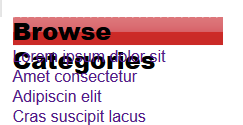 Browse
Lorem ipsum dolor sit
Categories
Amet consectetur
Adipiscin elit
Cras suscipit lacus